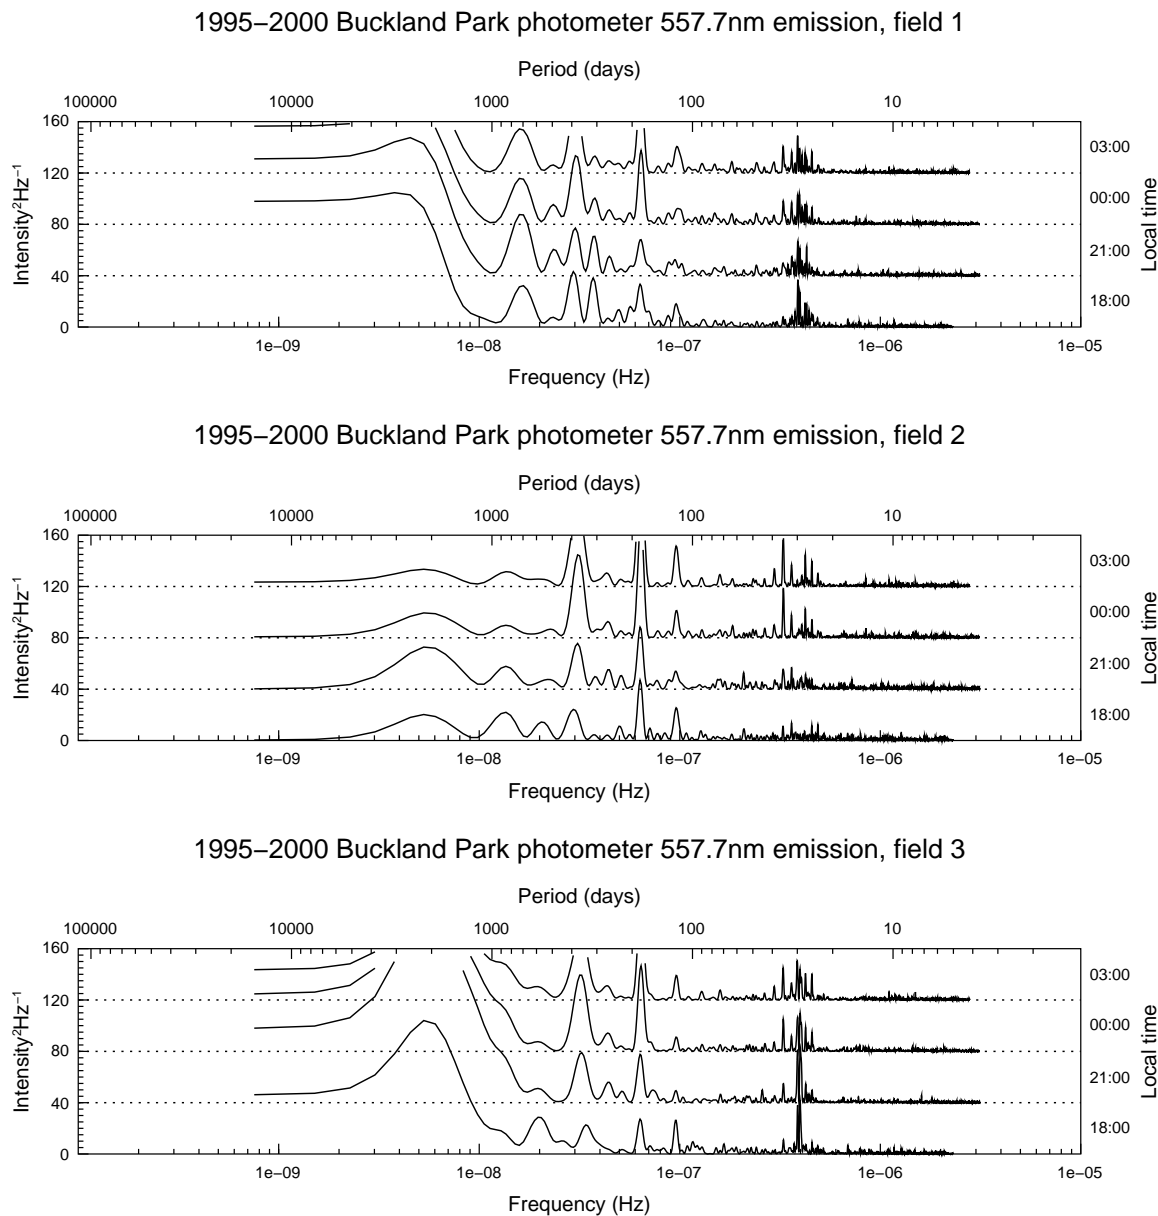 1995−2000 Buckland Park photometer 557.7nm emission, field 1
Period (days)
100000 10000 1000 100 10
160
120
80
40
0
Intensity²Hz⁻¹
03:00
00:00
21:00
18:00
Local time
1e−09 1e−08 1e−07 1e−06 1e−05
Frequency (Hz)
1995−2000 Buckland Park photometer 557.7nm emission, field 2
Period (days)
100000 10000 1000 100 10
160
120
80
40
0
Intensity²Hz⁻¹
03:00
00:00
21:00
18:00
Local time
1e−09 1e−08 1e−07 1e−06 1e−05
Frequency (Hz)
1995−2000 Buckland Park photometer 557.7nm emission, field 3
Period (days)
100000 10000 1000 100 10
160
120
80
40
0
Intensity²Hz⁻¹
03:00
00:00
21:00
18:00
Local time
1e−09 1e−08 1e−07 1e−06 1e−05
Frequency (Hz)